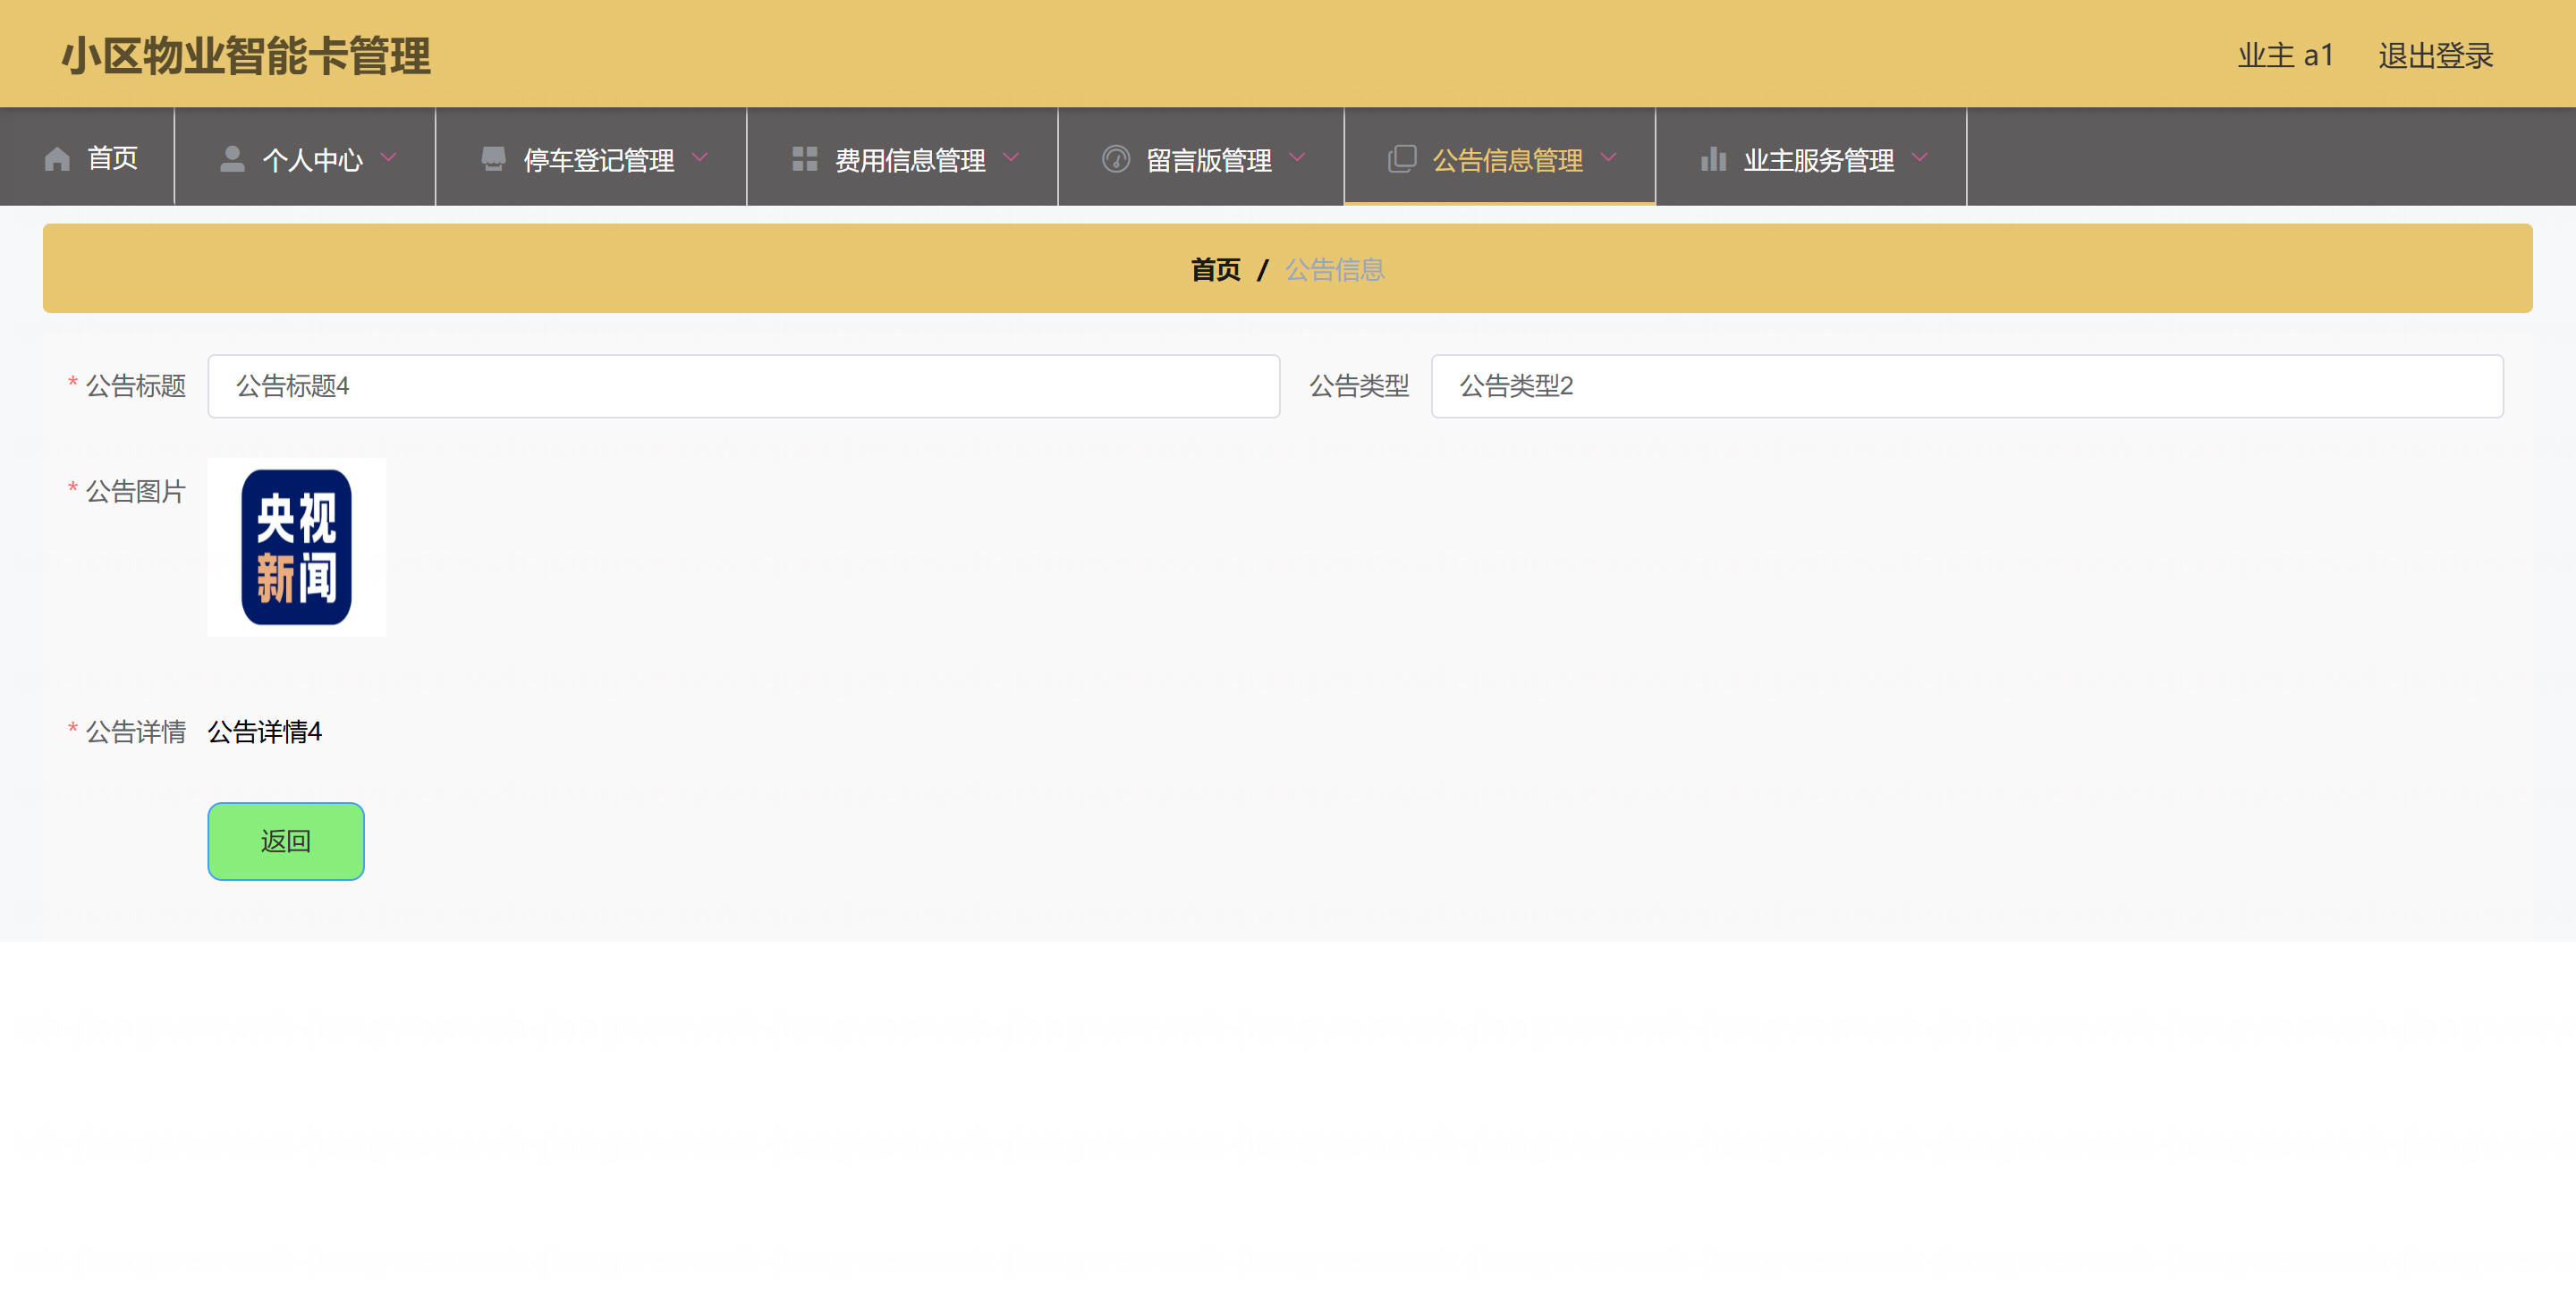 小区物业智能卡管理
业主 a1 退出登录
首页 个人中心 停车登记管理 费用信息管理 留言版管理 公告信息管理 业主服务管理
首页 / 公告信息
* 公告标题 公告标题4 公告类型 公告类型2
* 公告图片
央视
新闻
* 公告详情 公告详情4
返回